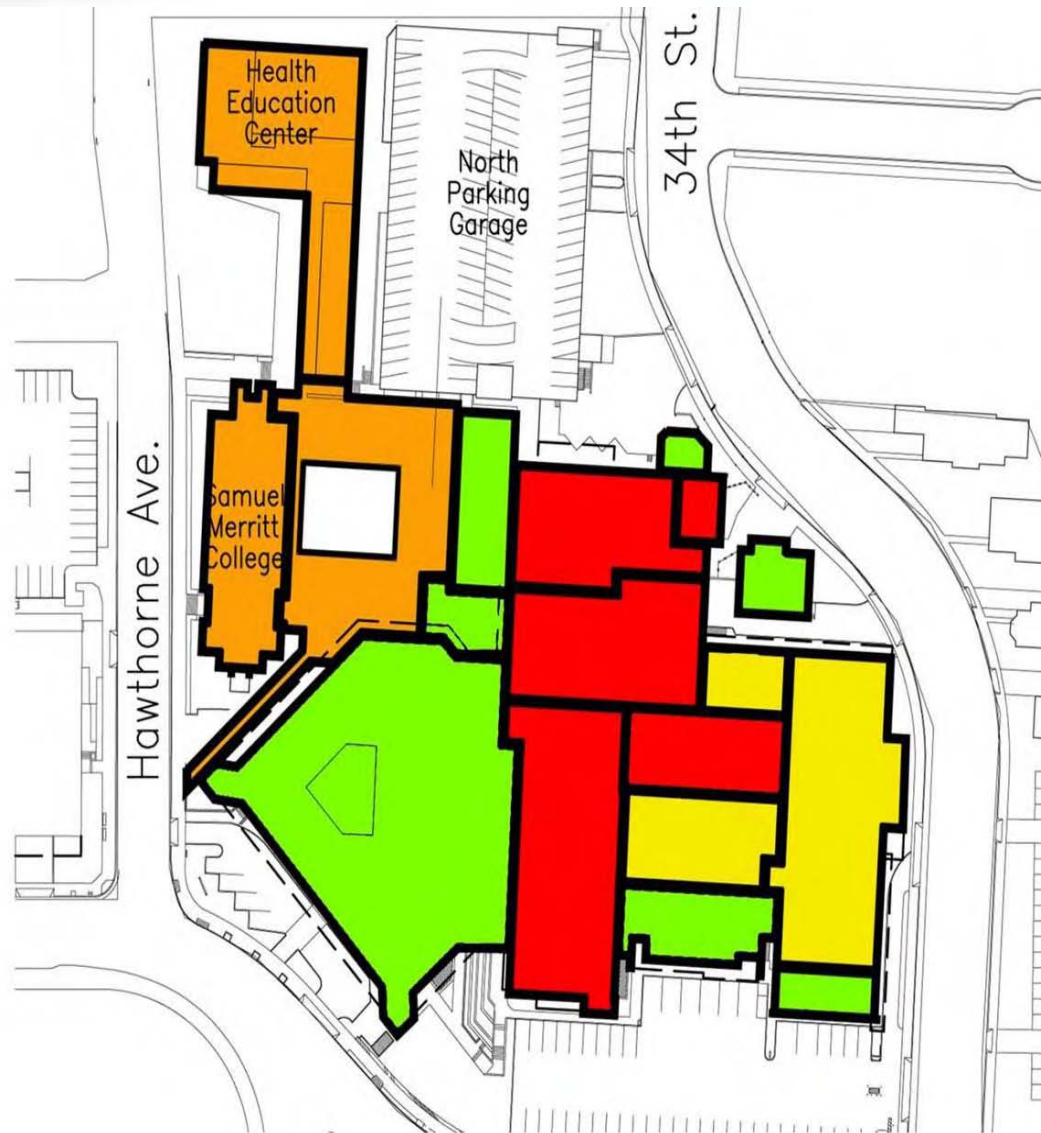 Health
Education
Center
North
Parking
Garage
34th St.
Samuel
Merritt
College
Hawthorne Ave.